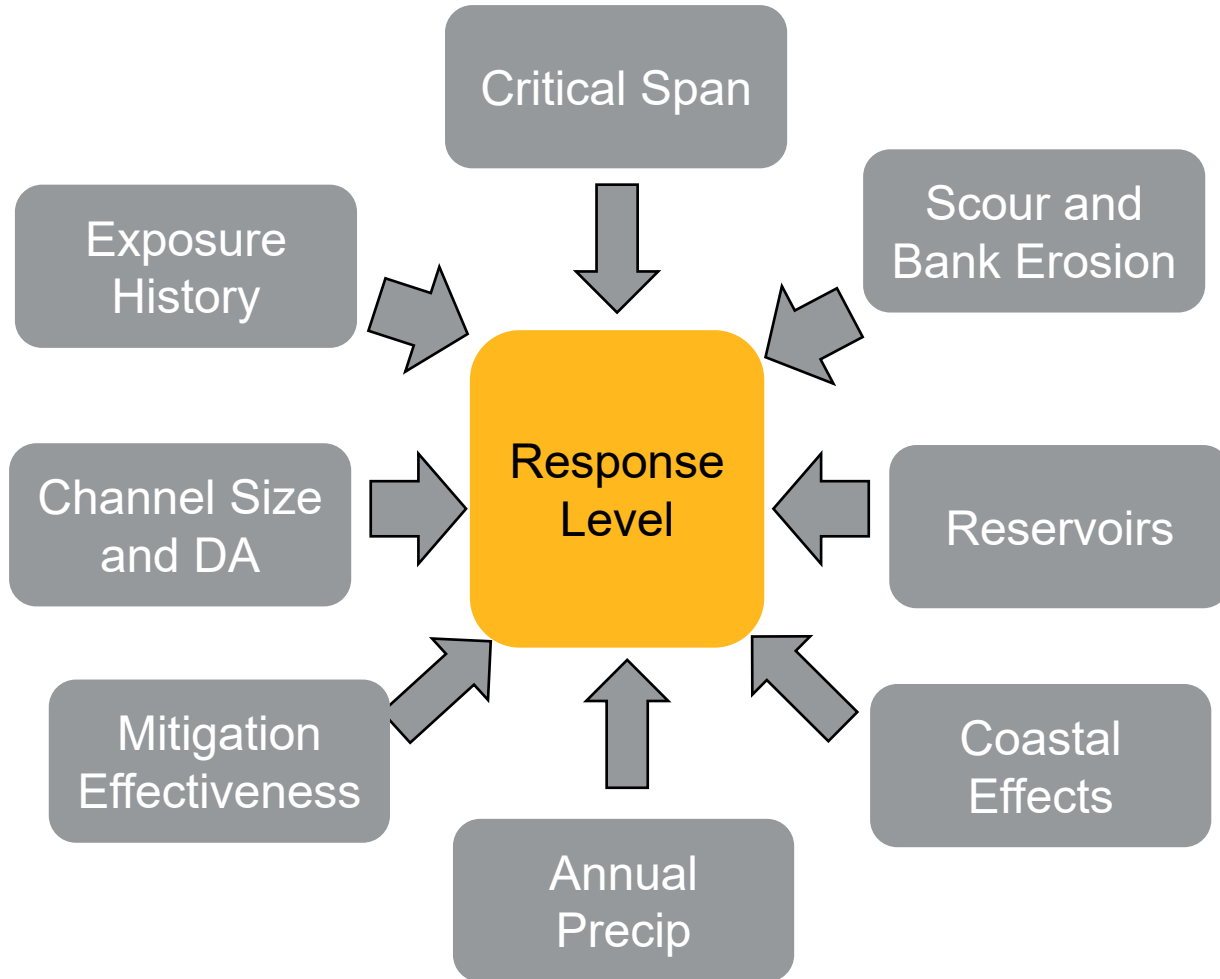 Critical Span
Scour and
Bank Erosion
Exposure
History
Response
Level
Channel Size
and DA
Reservoirs
Mitigation
Effectiveness
Coastal
Effects
Annual
Precip